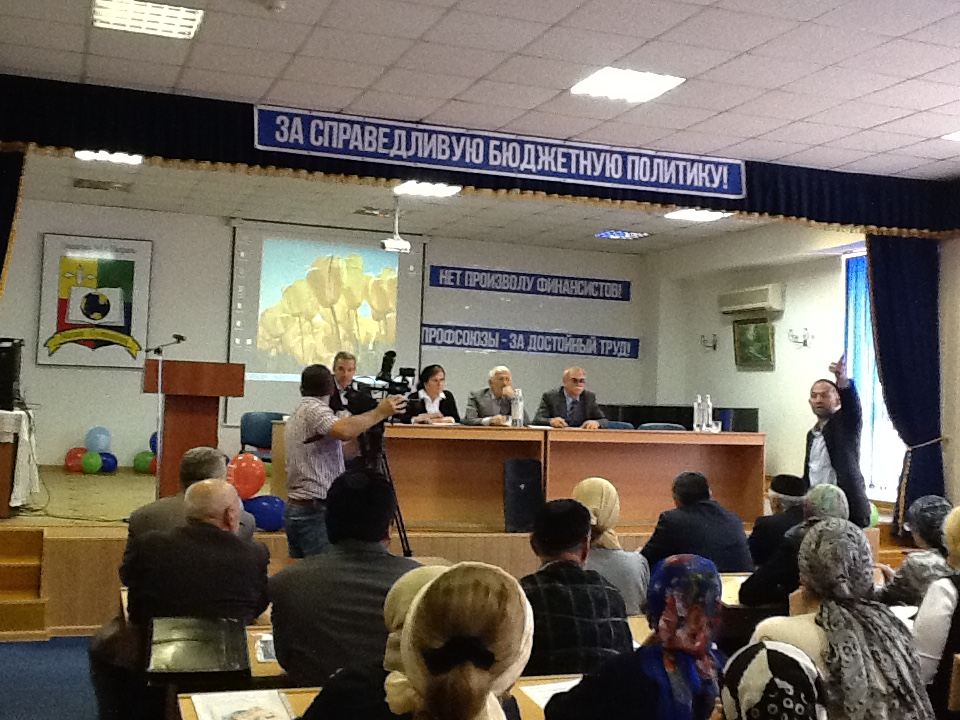 ЗА СПРАВЕДЛИВУЮ БЮДЖЕТНУЮ ПОЛИТИКУ!
НЕТ ПРОИЗВОЛУ ФИНАНСИСТОВ!
ПРОФСОЮЗЫ - ЗА ДОСТОЙНЫЙ ТРУД!